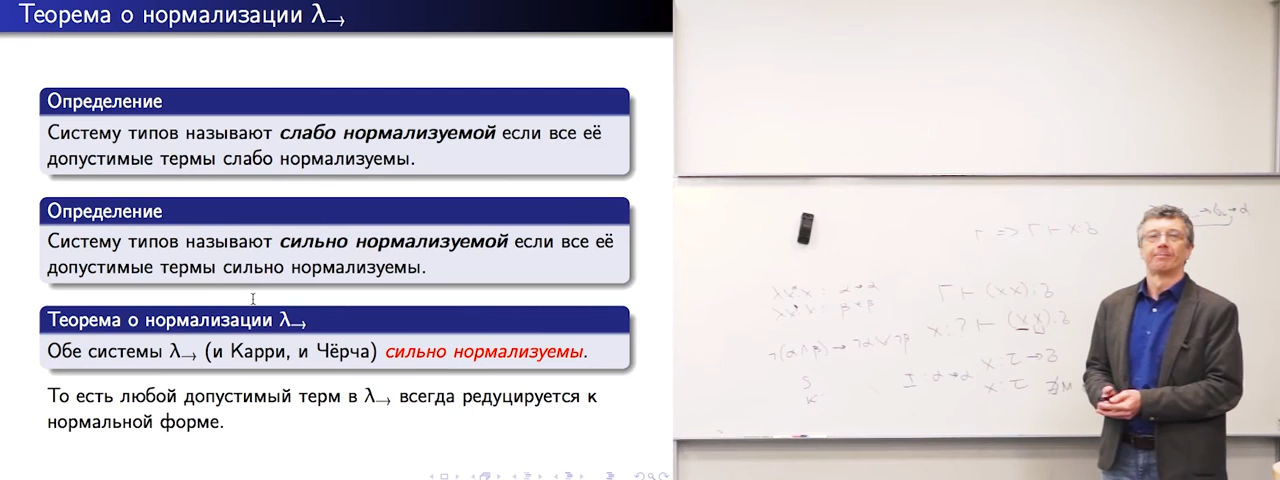 Теорема о нормализации λ→
Определение
Систему типов называют слабо нормализуемой если все её
допустимые термы слабо нормализуемы.
Определение
Систему типов называют сильно нормализуемой если все её
допустимые термы сильно нормализуемы.
Теорема о нормализации λ→
Обе системы λ→ (и Карри, и Чёрча) сильно нормализуемы.
То есть любой допустимый терм в λ→ всегда редуцируется к
нормальной форме.
Γ ⊢ (x x) : σ
x : ? ⊢ (x x) : σ
¬(α ∧ β) → ¬α ∨ ¬β
x : τ → σ
I : α → α
x : τ
S
K